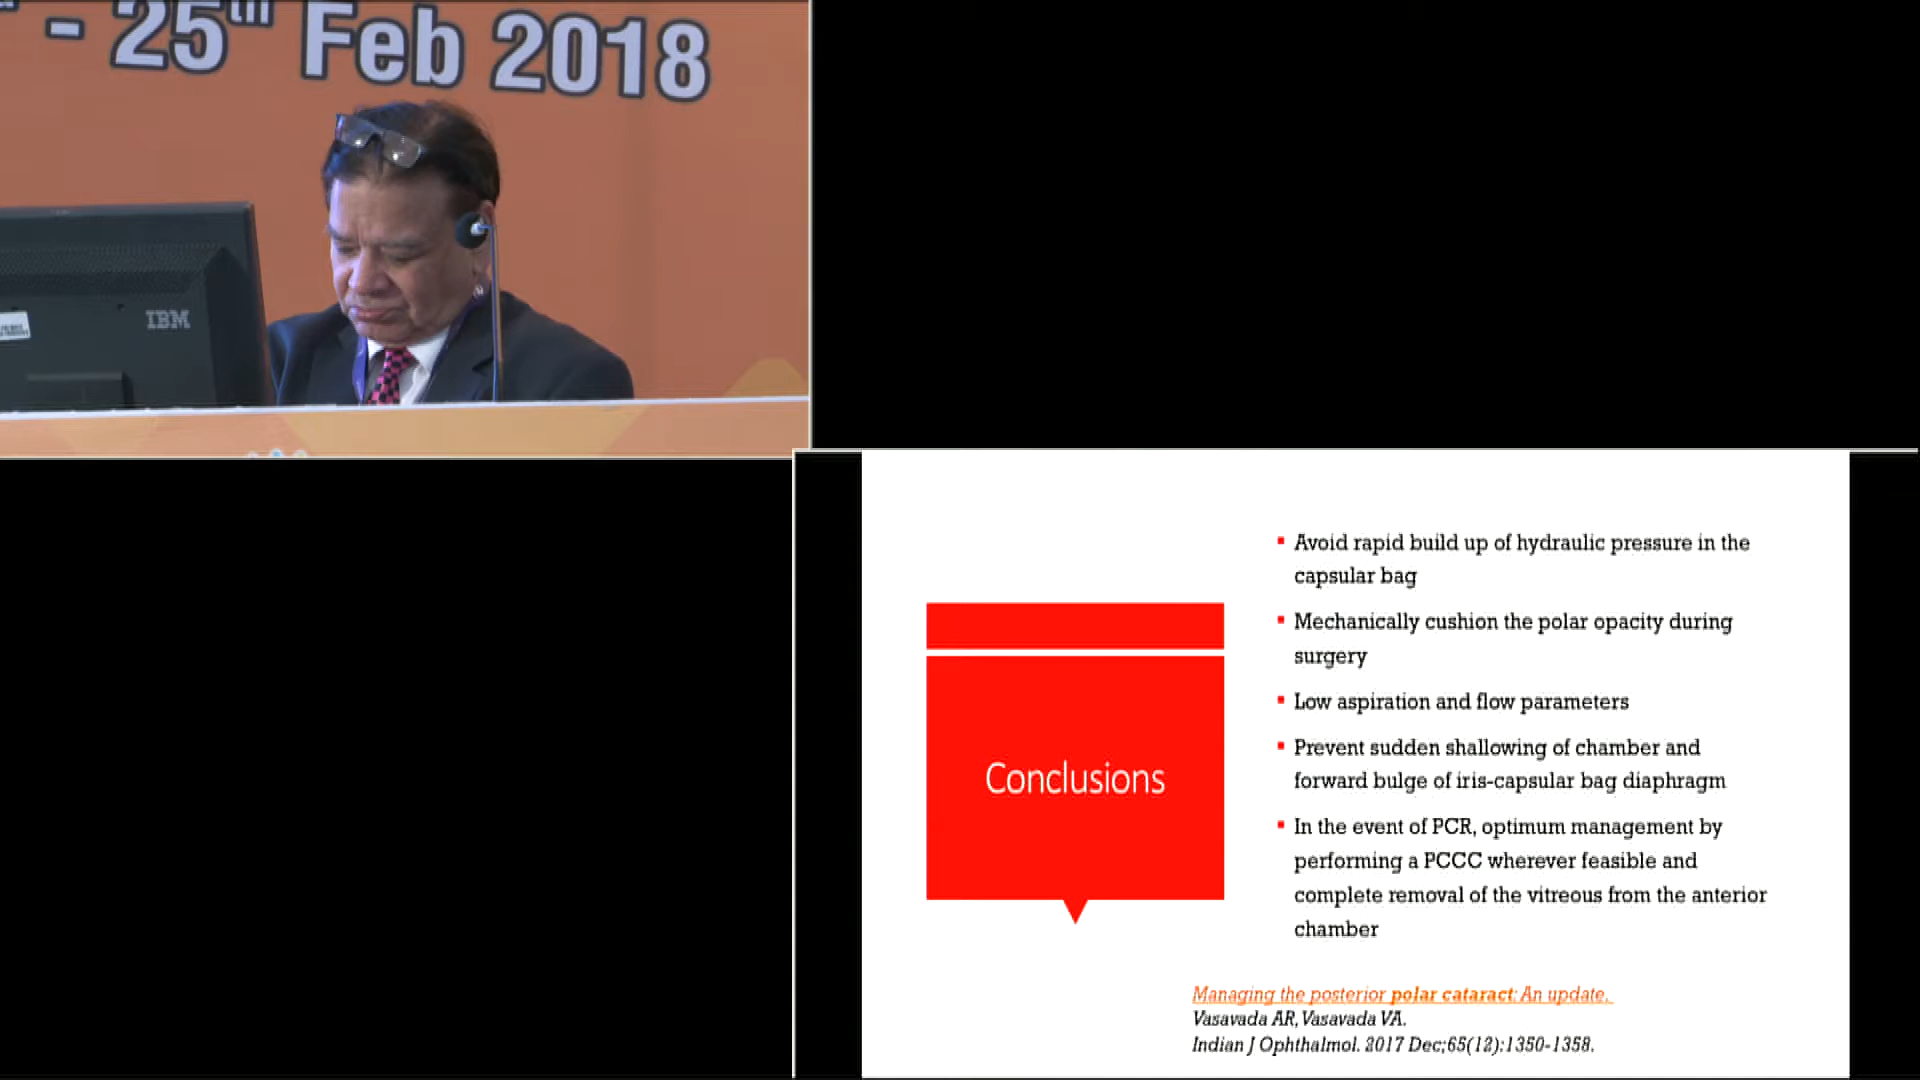 - 25th Feb 2018
IBM
Avoid rapid build up of hydraulic pressure in the
capsular bag
Mechanically cushion the polar opacity during
surgery
Low aspiration and flow parameters
Prevent sudden shallowing of chamber and
forward bulge of iris-capsular bag diaphragm
In the event of PCR, optimum management by
performing a PCCC wherever feasible and
complete removal of the vitreous from the anterior
chamber
Conclusions
Managing the posterior polar cataract: An update.
Vasavada AR, Vasavada VA.
Indian J Ophthalmol. 2017 Dec;65(12):1350-1358.